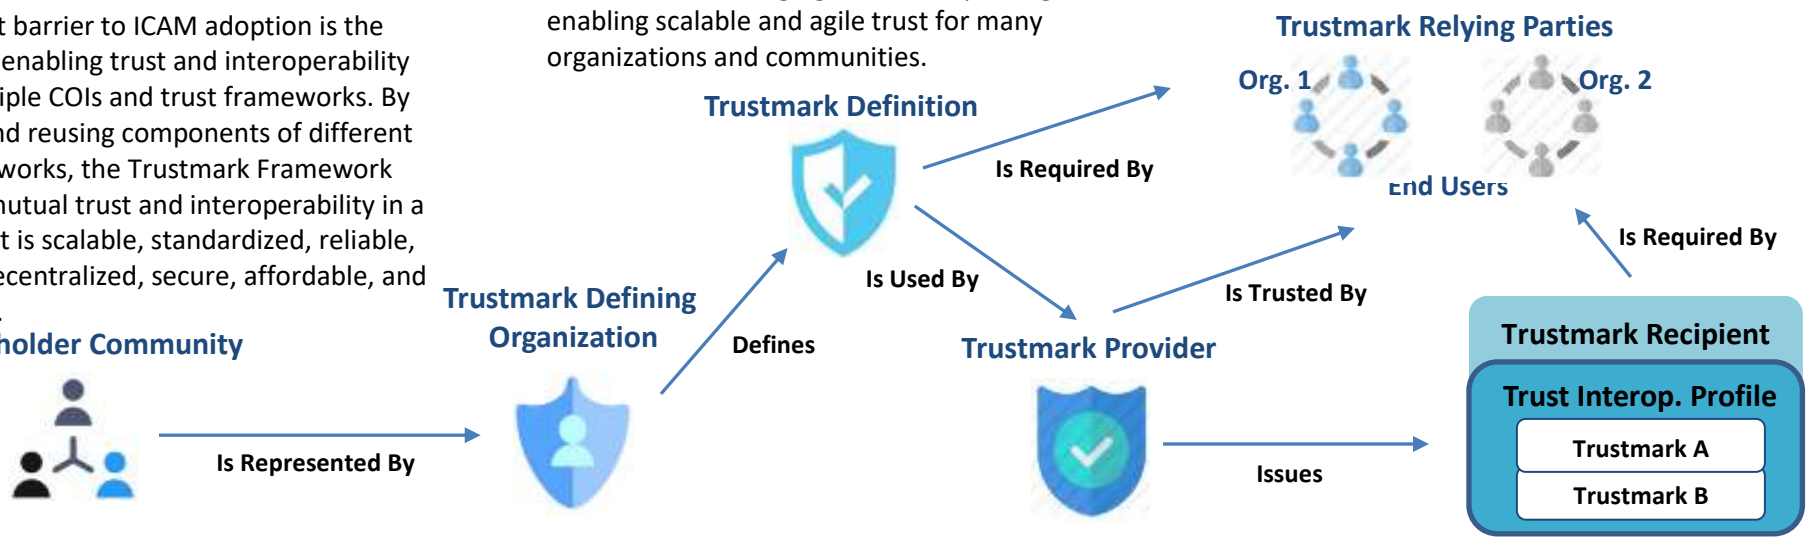 t barrier to ICAM adoption is the
enabling trust and interoperability
iple COIs and trust frameworks. By
nd reusing components of different
works, the Trustmark Framework
nutual trust and interoperability in a
t is scalable, standardized, reliable,
ecentralized, secure, affordable, and
.
enabling scalable and agile trust for many
organizations and communities.
holder Community
Is Represented By
Trustmark Defining
Organization
Defines
Trustmark Definition
Is Required By
Is Used By
Trustmark Provider
Is Trusted By
Issues
Trustmark Relying Parties
Org. 1
Org. 2
End Users
Is Required By
Trustmark Recipient
Trust Interop. Profile
Trustmark A
Trustmark B